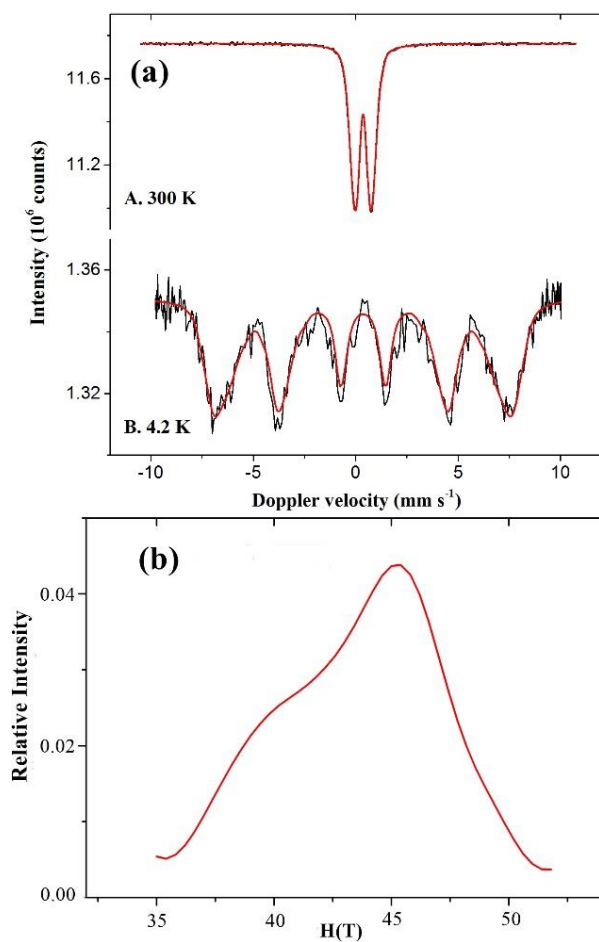 (a)
11.6
11.2
A. 300 K
1.36
1.32
B. 4.2 K
Intensity (10⁶ counts)
-10 -5 0 5 10
Doppler velocity (mm s⁻¹)
(b)
0.04
0.02
0.00
Relative Intensity
35 40 45 50
H(T)